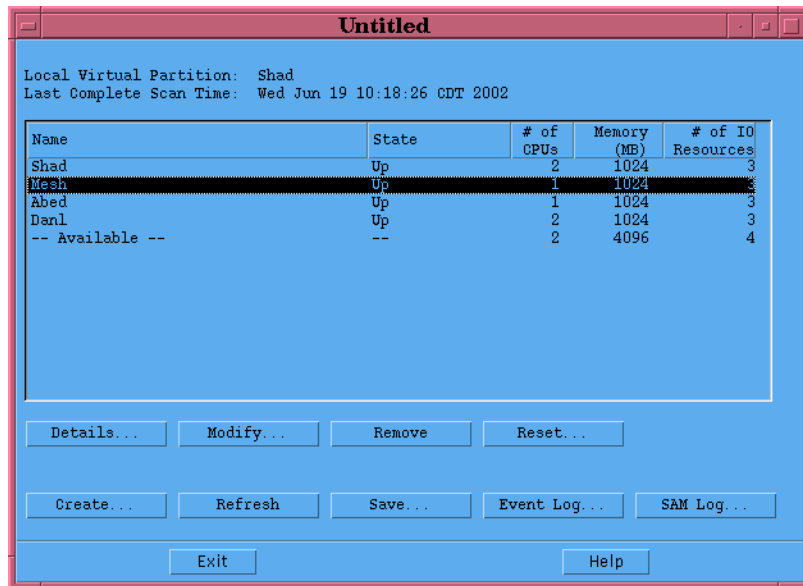 Untitled
Local Virtual Partition: Shad
Last Complete Scan Time: Wed Jun 19 10:18:26 CDT 2002
Name State # of CPUs Memory (MB) # of IO Resources
Shad Up 2 1024 3
Mesh Up 1 1024 3
Abed Up 1 1024 3
Danl Up 2 1024 3
-- Available -- -- 2 4096 4
Details... Modify... Remove Reset...
Create... Refresh Save... Event Log... SAM Log...
Exit Help